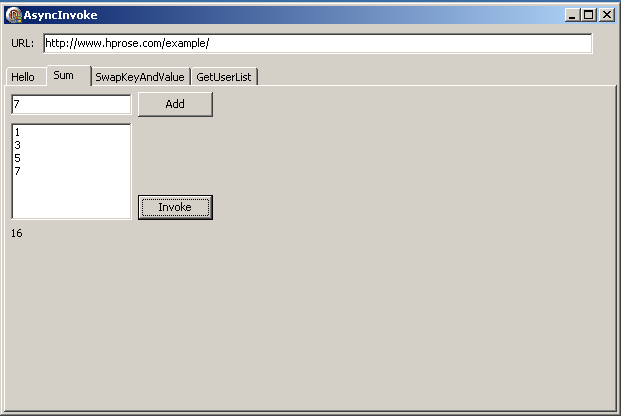 AsyncInvoke
URL: http://www.hprose.com/example/
Hello Sum SwapKeyAndValue GetUserList
7 Add
1
3
5
7
Invoke
16